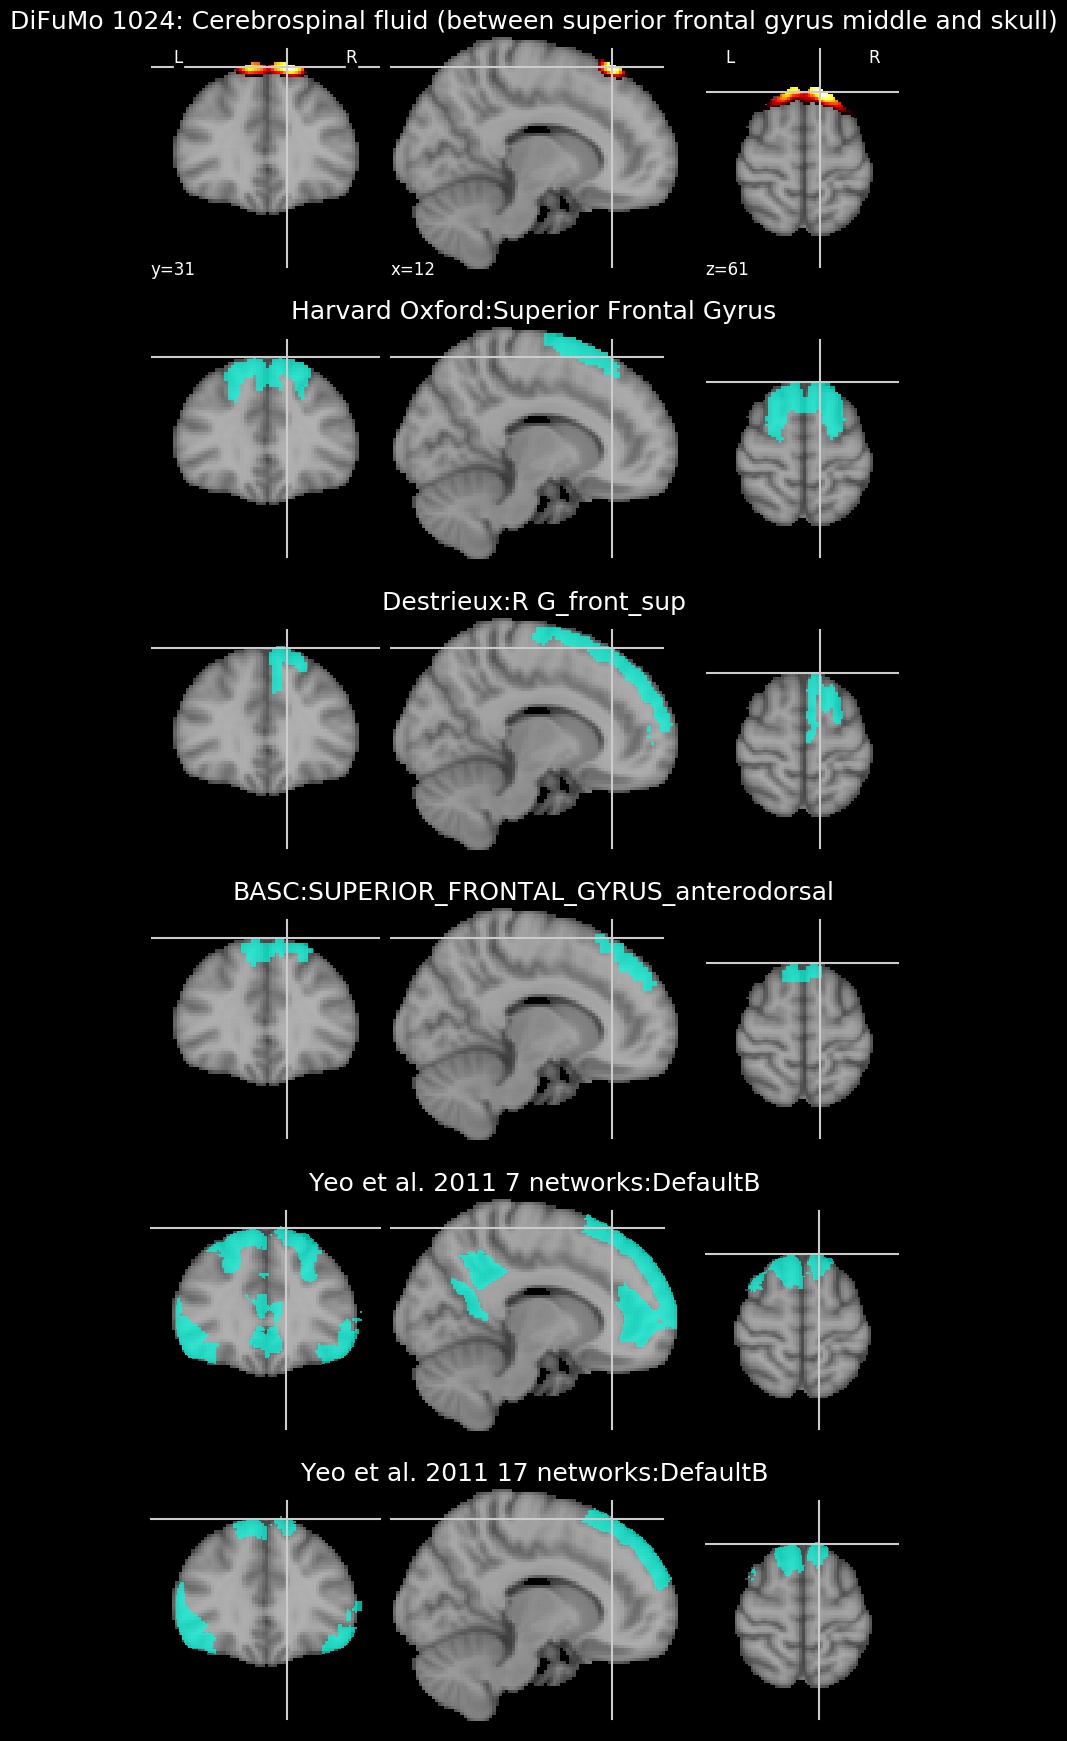 DiFuMo 1024: Cerebrospinal fluid (between superior frontal gyrus middle and skull)
L R L R
y=31 x=12 z=61
Harvard Oxford:Superior Frontal Gyrus
Destrieux:R G_front_sup
BASC:SUPERIOR_FRONTAL_GYRUS_anterodorsal
Yeo et al. 2011 7 networks:DefaultB
Yeo et al. 2011 17 networks:DefaultB